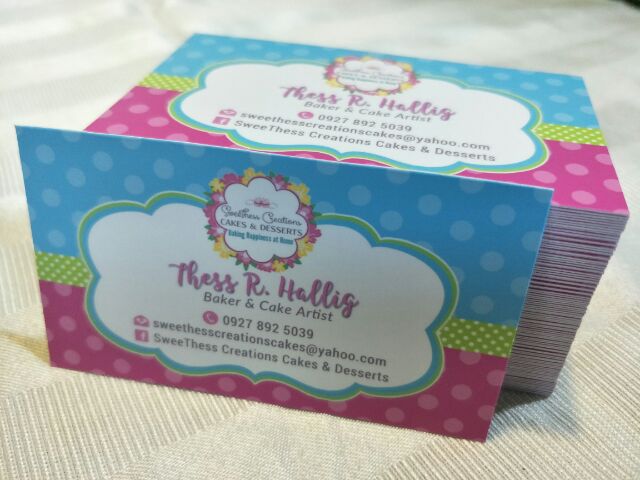 Thess R. Hallig
Baker & Cake Artist
0927 892 5039
sweethesscreationscakes@yahoo.com
SweeThess Creations Cakes & Desserts
SweeThess Creations
CAKES & DESSERTS
Baking Happiness at Home
Thess R. Hallig
Baker & Cake Artist
0927 892 5039
sweethesscreationscakes@yahoo.com
SweeThess Creations Cakes & Desserts